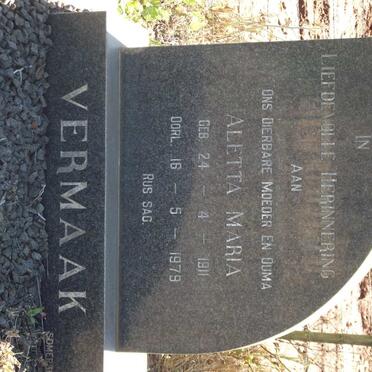 IN
LIEFDEVOLLE HERINNERING
AAN
ONS DIERBARE MOEDER EN OUMA
ALETTA MARIA
GEB. 24 – 4 – 1911
OORL. 16 – 5 – 1979
RUS SAG
VERMAAK